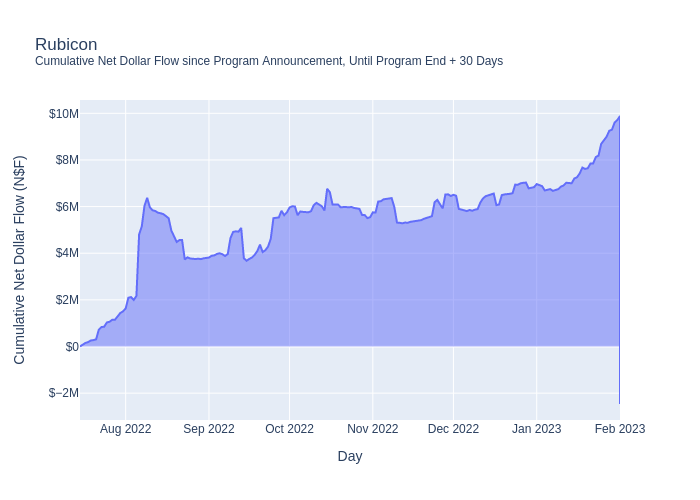 Rubicon
Cumulative Net Dollar Flow since Program Announcement, Until Program End + 30 Days
Cumulative Net Dollar Flow (N$F)
$10M
$8M
$6M
$4M
$2M
$0
$−2M
Aug 2022 Sep 2022 Oct 2022 Nov 2022 Dec 2022 Jan 2023 Feb 2023
Day